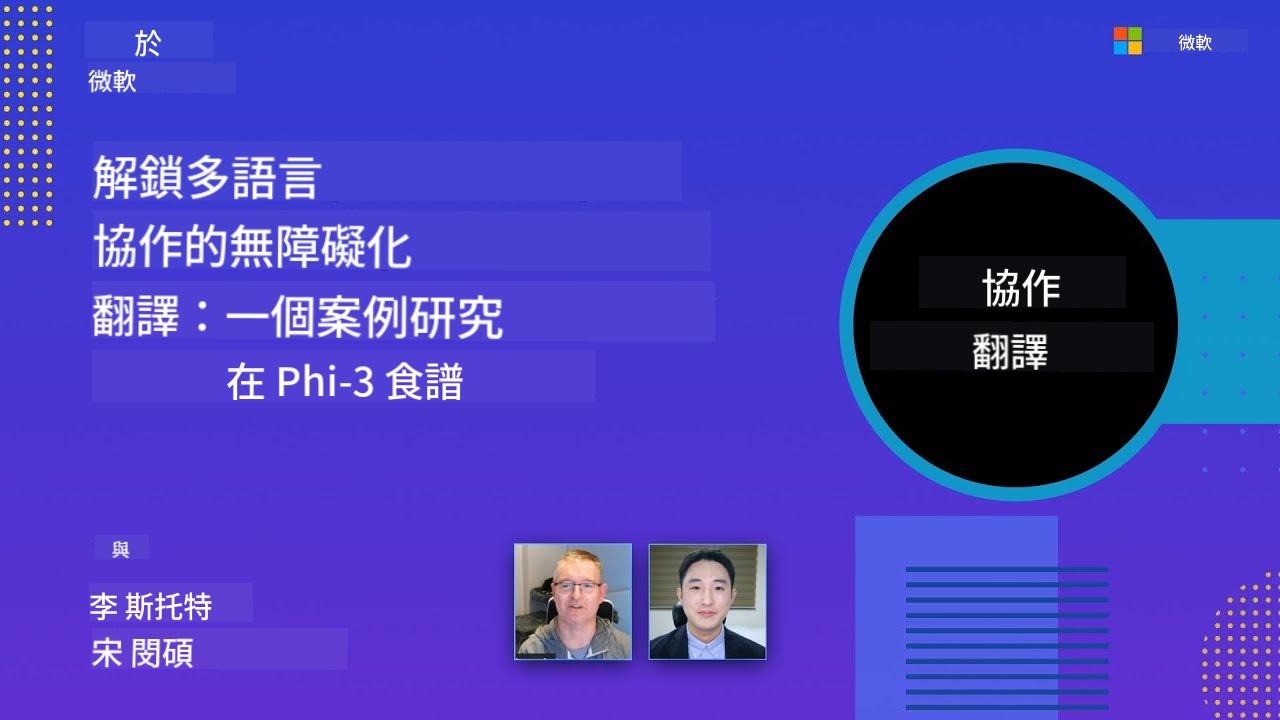 於
微軟
微軟
解鎖多語言
協作的無障礙化
翻譯：一個案例研究
在 Phi-3 食譜
協作
翻譯
與
李 斯托特
宋 閔碩